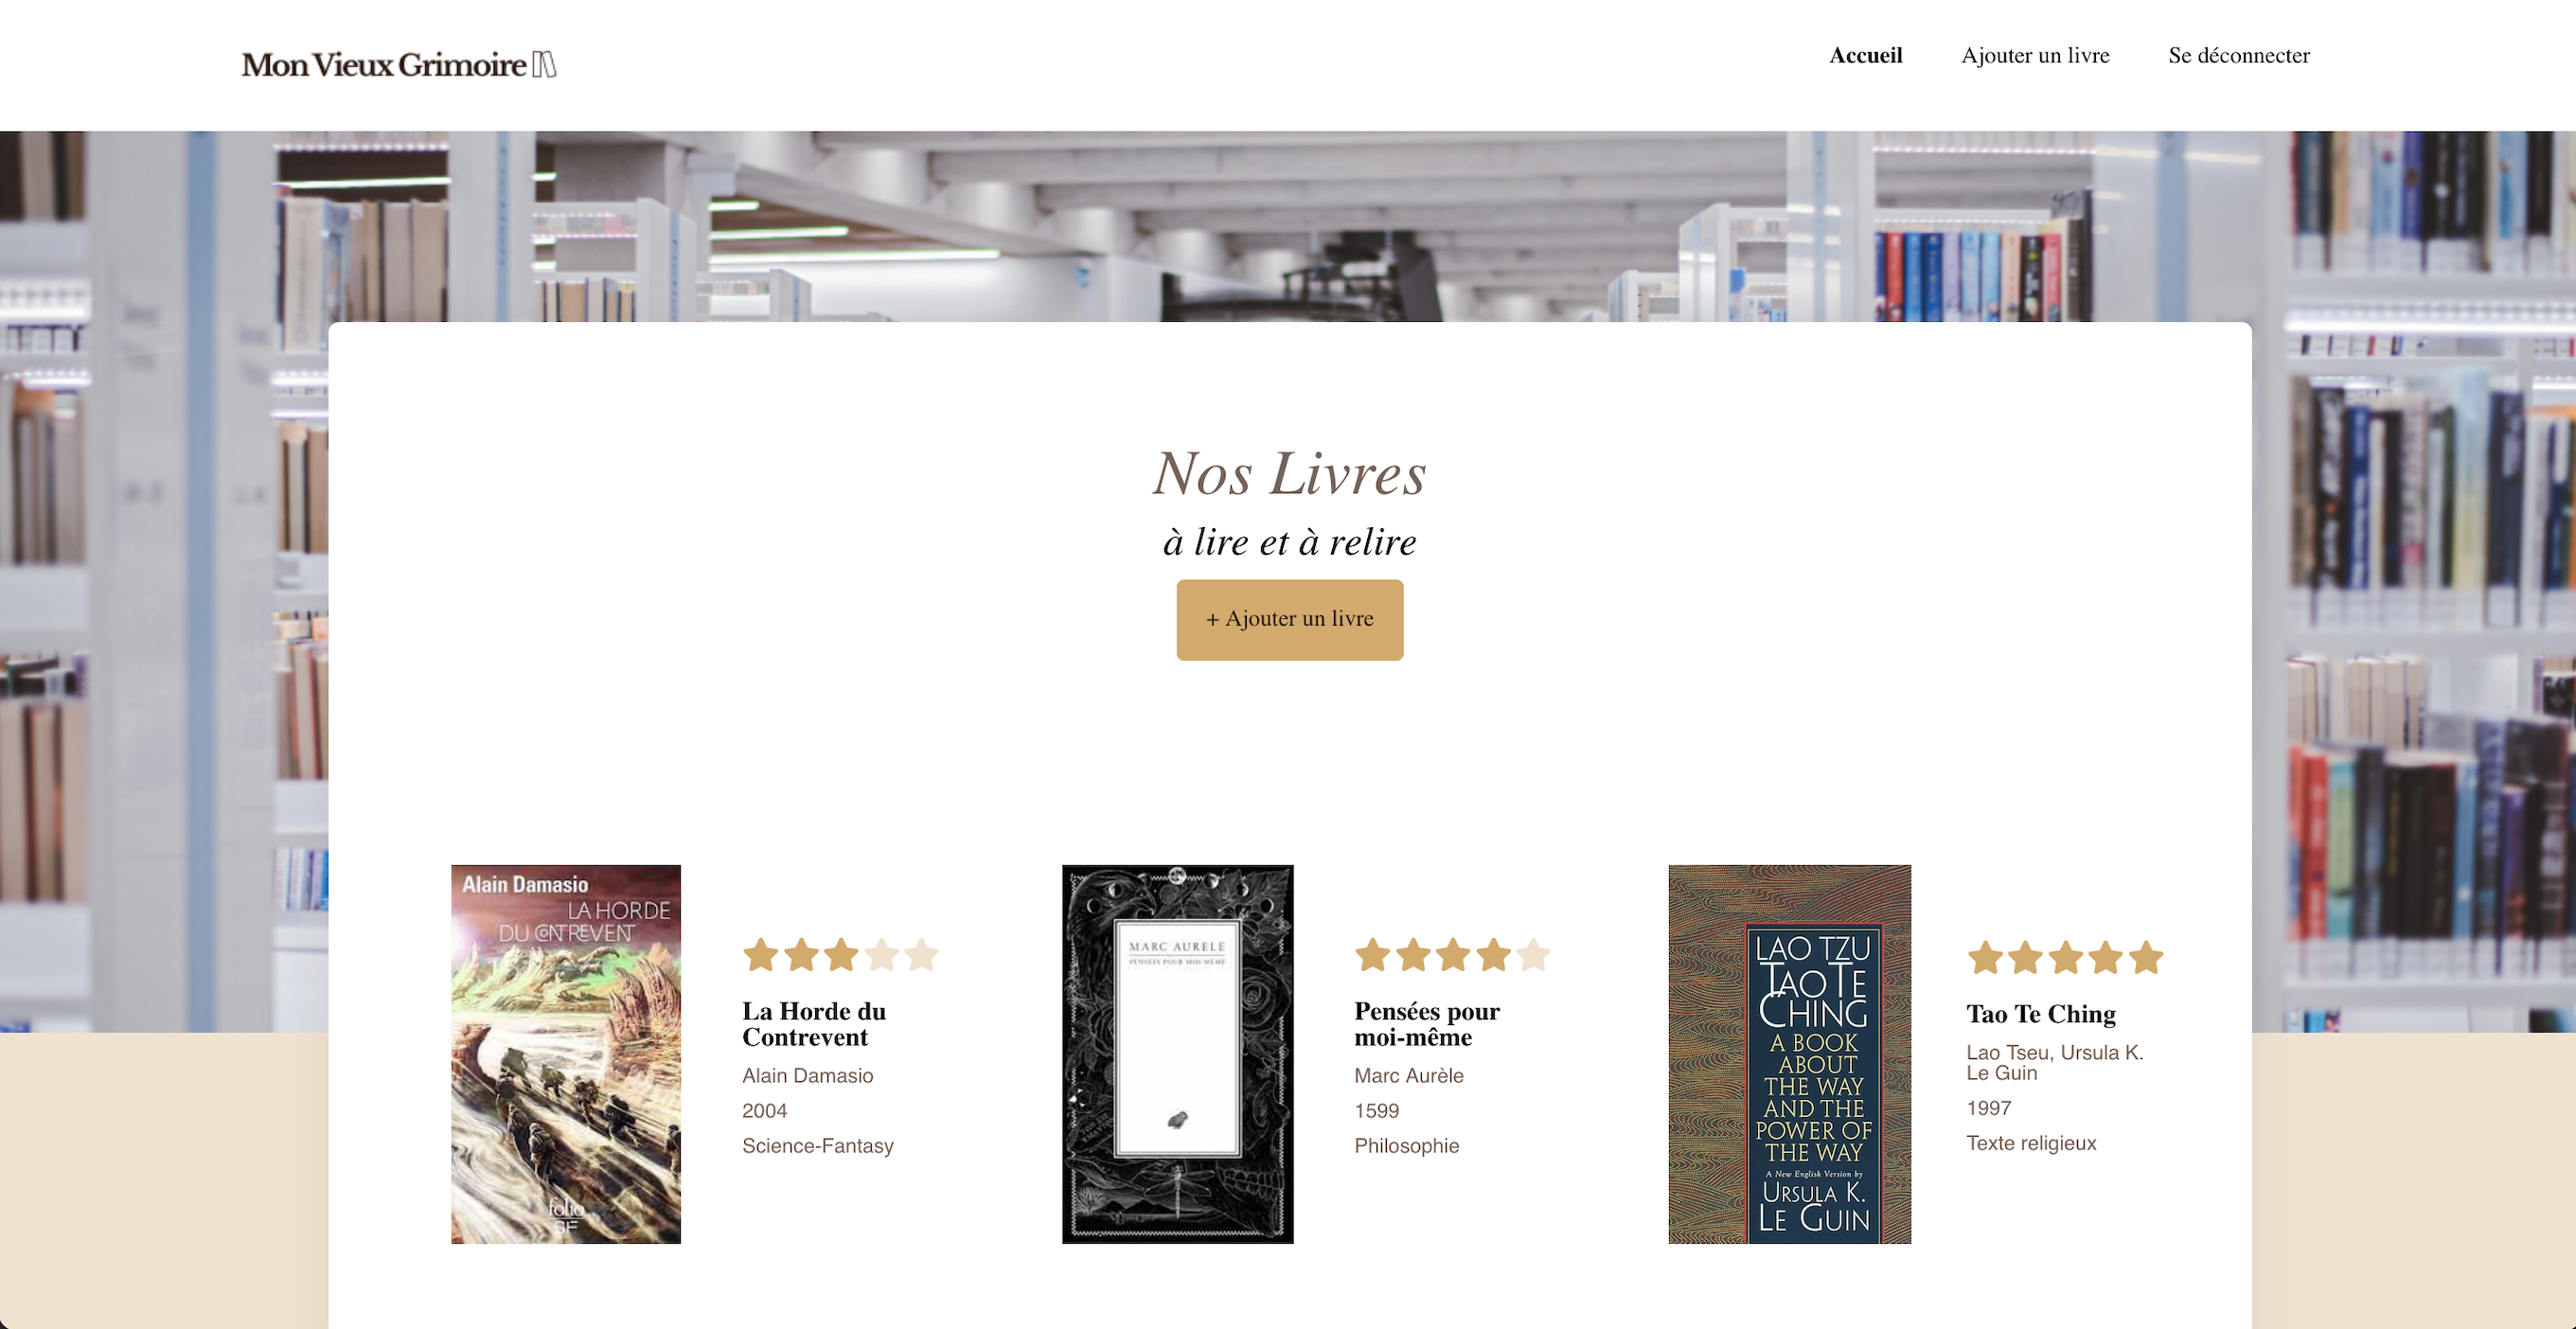 Mon Vieux Grimoire
Accueil
Ajouter un livre
Se déconnecter
Nos Livres
à lire et à relire
+ Ajouter un livre
Alain Damasio
LA HORDE
DU CONTREVENT
folio
SF
La Horde du
Contrevent
Alain Damasio
2004
Science-Fantasy
MARC AURÈLE
PENSÉES POUR MOI-MÊME
Pensées pour
moi-même
Marc Aurèle
1599
Philosophie
LAO TZU
TAO TE
CHING
A BOOK
ABOUT
THE WAY
AND THE
POWER OF
THE WAY
A New English Version by
URSULA K.
LE GUIN
Tao Te Ching
Lao Tseu, Ursula K.
Le Guin
1997
Texte religieux